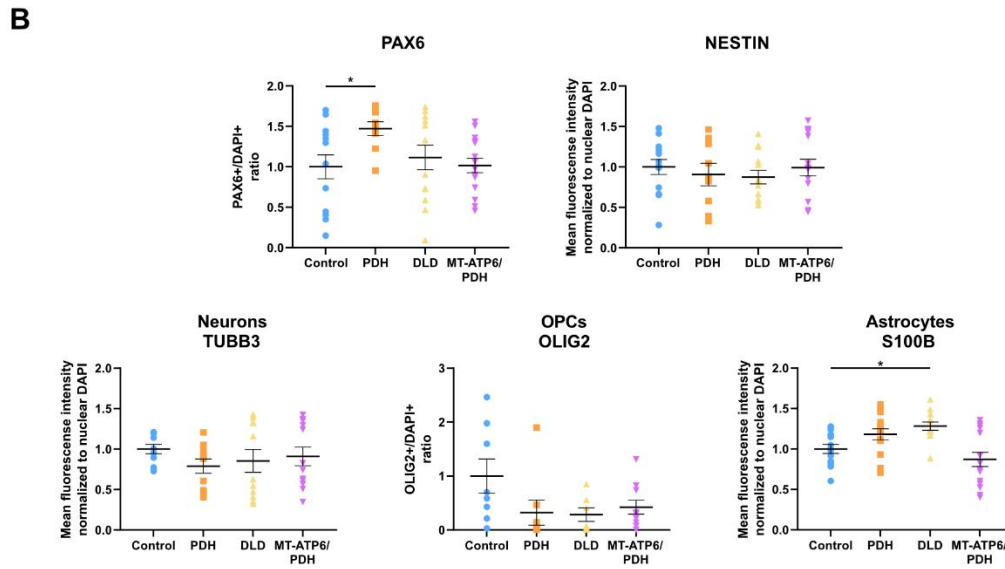 B
PAX6
PAX6+/DAPI+
ratio
2.0
1.5
1.0
0.5
0.0
*
Control
PDH
DLD
MT-ATP6/
PDH
NESTIN
Mean fluorescense intensity
normalized to nuclear DAPI
2.0
1.5
1.0
0.5
0.0
Control
PDH
DLD
MT-ATP6/
PDH
Neurons
TUBB3
Mean fluorescense intensity
normalized to nuclear DAPI
2.0
1.5
1.0
0.5
0.0
Control
PDH
DLD
MT-ATP6/
PDH
OPCs
OLIG2
OLIG2+/DAPI+
ratio
3
2
1
0
Control
PDH
DLD
MT-ATP6/
PDH
Astrocytes
S100B
Mean fluorescense intensity
normalized to nuclear DAPI
2.0
1.5
1.0
0.5
0.0
*
Control
PDH
DLD
MT-ATP6/
PDH